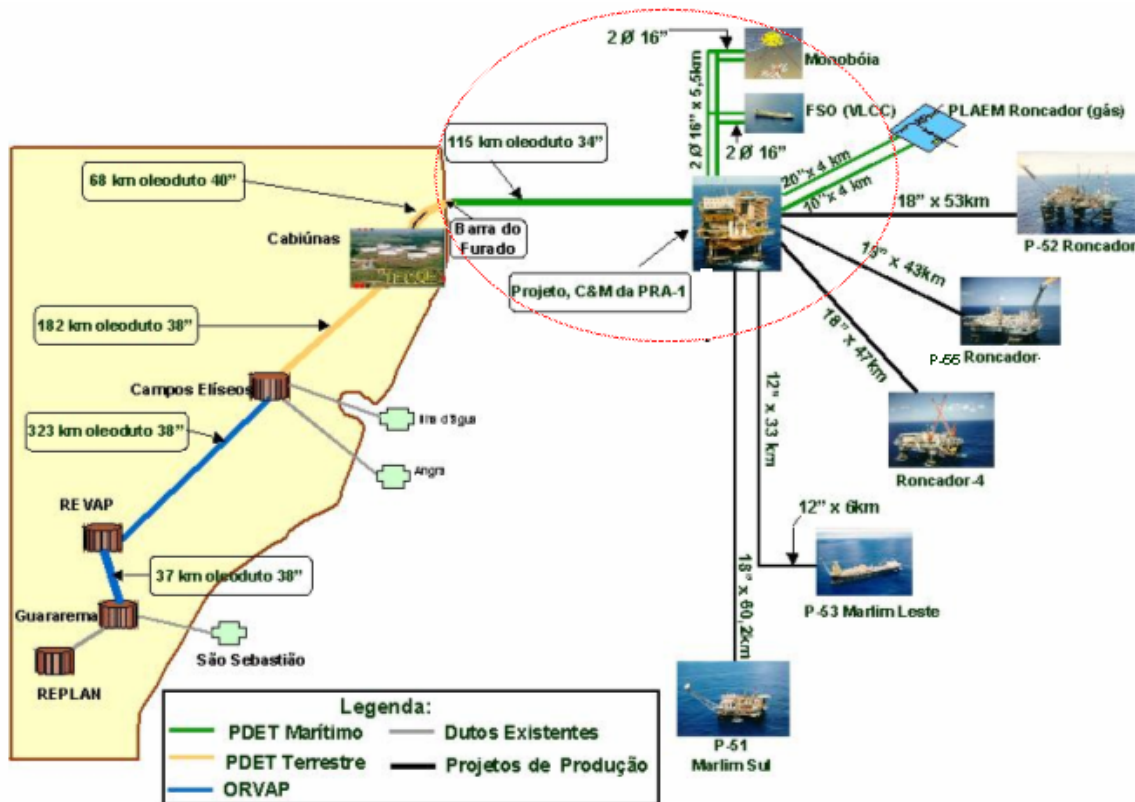 2 Ø 16”
Monobóia
2 Ø 16” x 5,5km
FSO (VLCC)
2 Ø 16”
PLAEM Roncador (gás)
20”x 4 km
10”x 4 km
115 km oleoduto 34”
68 km oleoduto 40”
Cabiúnas
Barra do
Furado
18” x 53km
P-52 Roncador
Projeto, C&M da PRA-1
43km
P-55 Roncador-
18” x 47km
Roncador-4
182 km oleoduto 38”
Campos Elíseos
Ilha d'água
Angra
323 km oleoduto 38”
12” x 33 km
12” x 6km
P-53 Marlim Leste
REVAP
37 km oleoduto 38”
Guararema
São Sebastião
REPLAN
18” x 60,2km
P-51
Marlim Sul
Legenda:
PDET Marítimo
Dutos Existentes
PDET Terrestre
Projetos de Produção
ORVAP